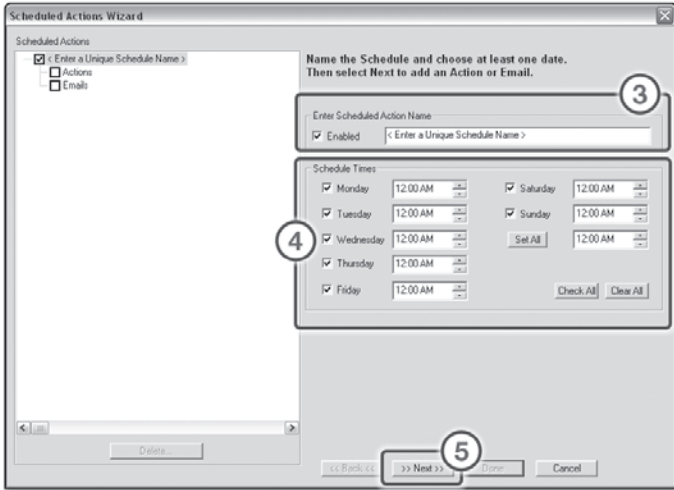 Scheduled Actions Wizard
Scheduled Actions
< Enter a Unique Schedule Name >
Actions
Emails
Name the Schedule and choose at least one date.
Then select Next to add an Action or Email.
3
Enter Scheduled Action Name
Enabled < Enter a Unique Schedule Name >
4
Schedule Times
Monday 12:00 AM Saturday 12:00 AM
Tuesday 12:00 AM Sunday 12:00 AM
Wednesday 12:00 AM Set All 12:00 AM
Thursday 12:00 AM
Friday 12:00 AM Check All Clear All
Delete...
5
<< Back << >> Next >> Done Cancel